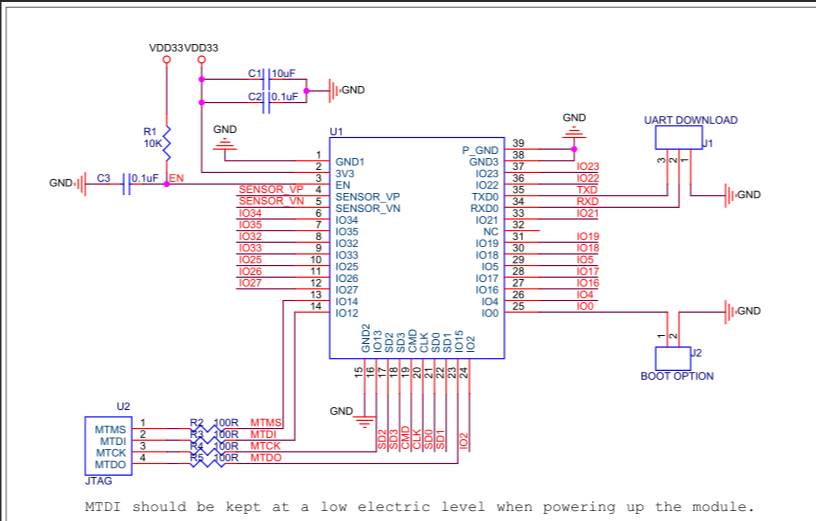 VDD33 VDD33
C1 10uF
C2 0.1uF
GND
R1
10K
GND
C3 0.1uF
EN
GND
U1
GND
UART DOWNLOAD
J1
3 2 1
GND
1 GND1
2 3V3
3 EN
SENSOR_VP 4 SENSOR_VP
SENSOR_VN 5 SENSOR_VN
IO34 6 IO34
IO35 7 IO35
IO32 8 IO32
IO33 9 IO33
IO25 10 IO25
IO26 11 IO26
IO27 12 IO27
13 IO14
14 IO12
P_GND 39
GND3 38
IO23 37 IO23
IO22 36 IO22
TXD0 35 TXD
RXD0 34 RXD
IO21 33 IO21
NC 32
IO19 31 IO19
IO18 30 IO18
IO5 29 IO5
IO17 28 IO17
IO16 27 IO16
IO4 26 IO4
IO0 25 IO0
GND
1 2
J2
BOOT OPTION
GND2 15
IO13 16
SD2 17 SD2
SD3 18 SD3
CMD 19 CMD
CLK 20 CLK
SD0 21 SD0
SD1 22 SD1
IO15 23
IO2 24 IO2
GND
U2
MTMS 1 R2 100R MTMS
MTDI 2 R3 100R MTDI
MTCK 3 R4 100R MTCK
MTDO 4 R5 100R MTDO
JTAG
MTDI should be kept at a low electric level when powering up the module.